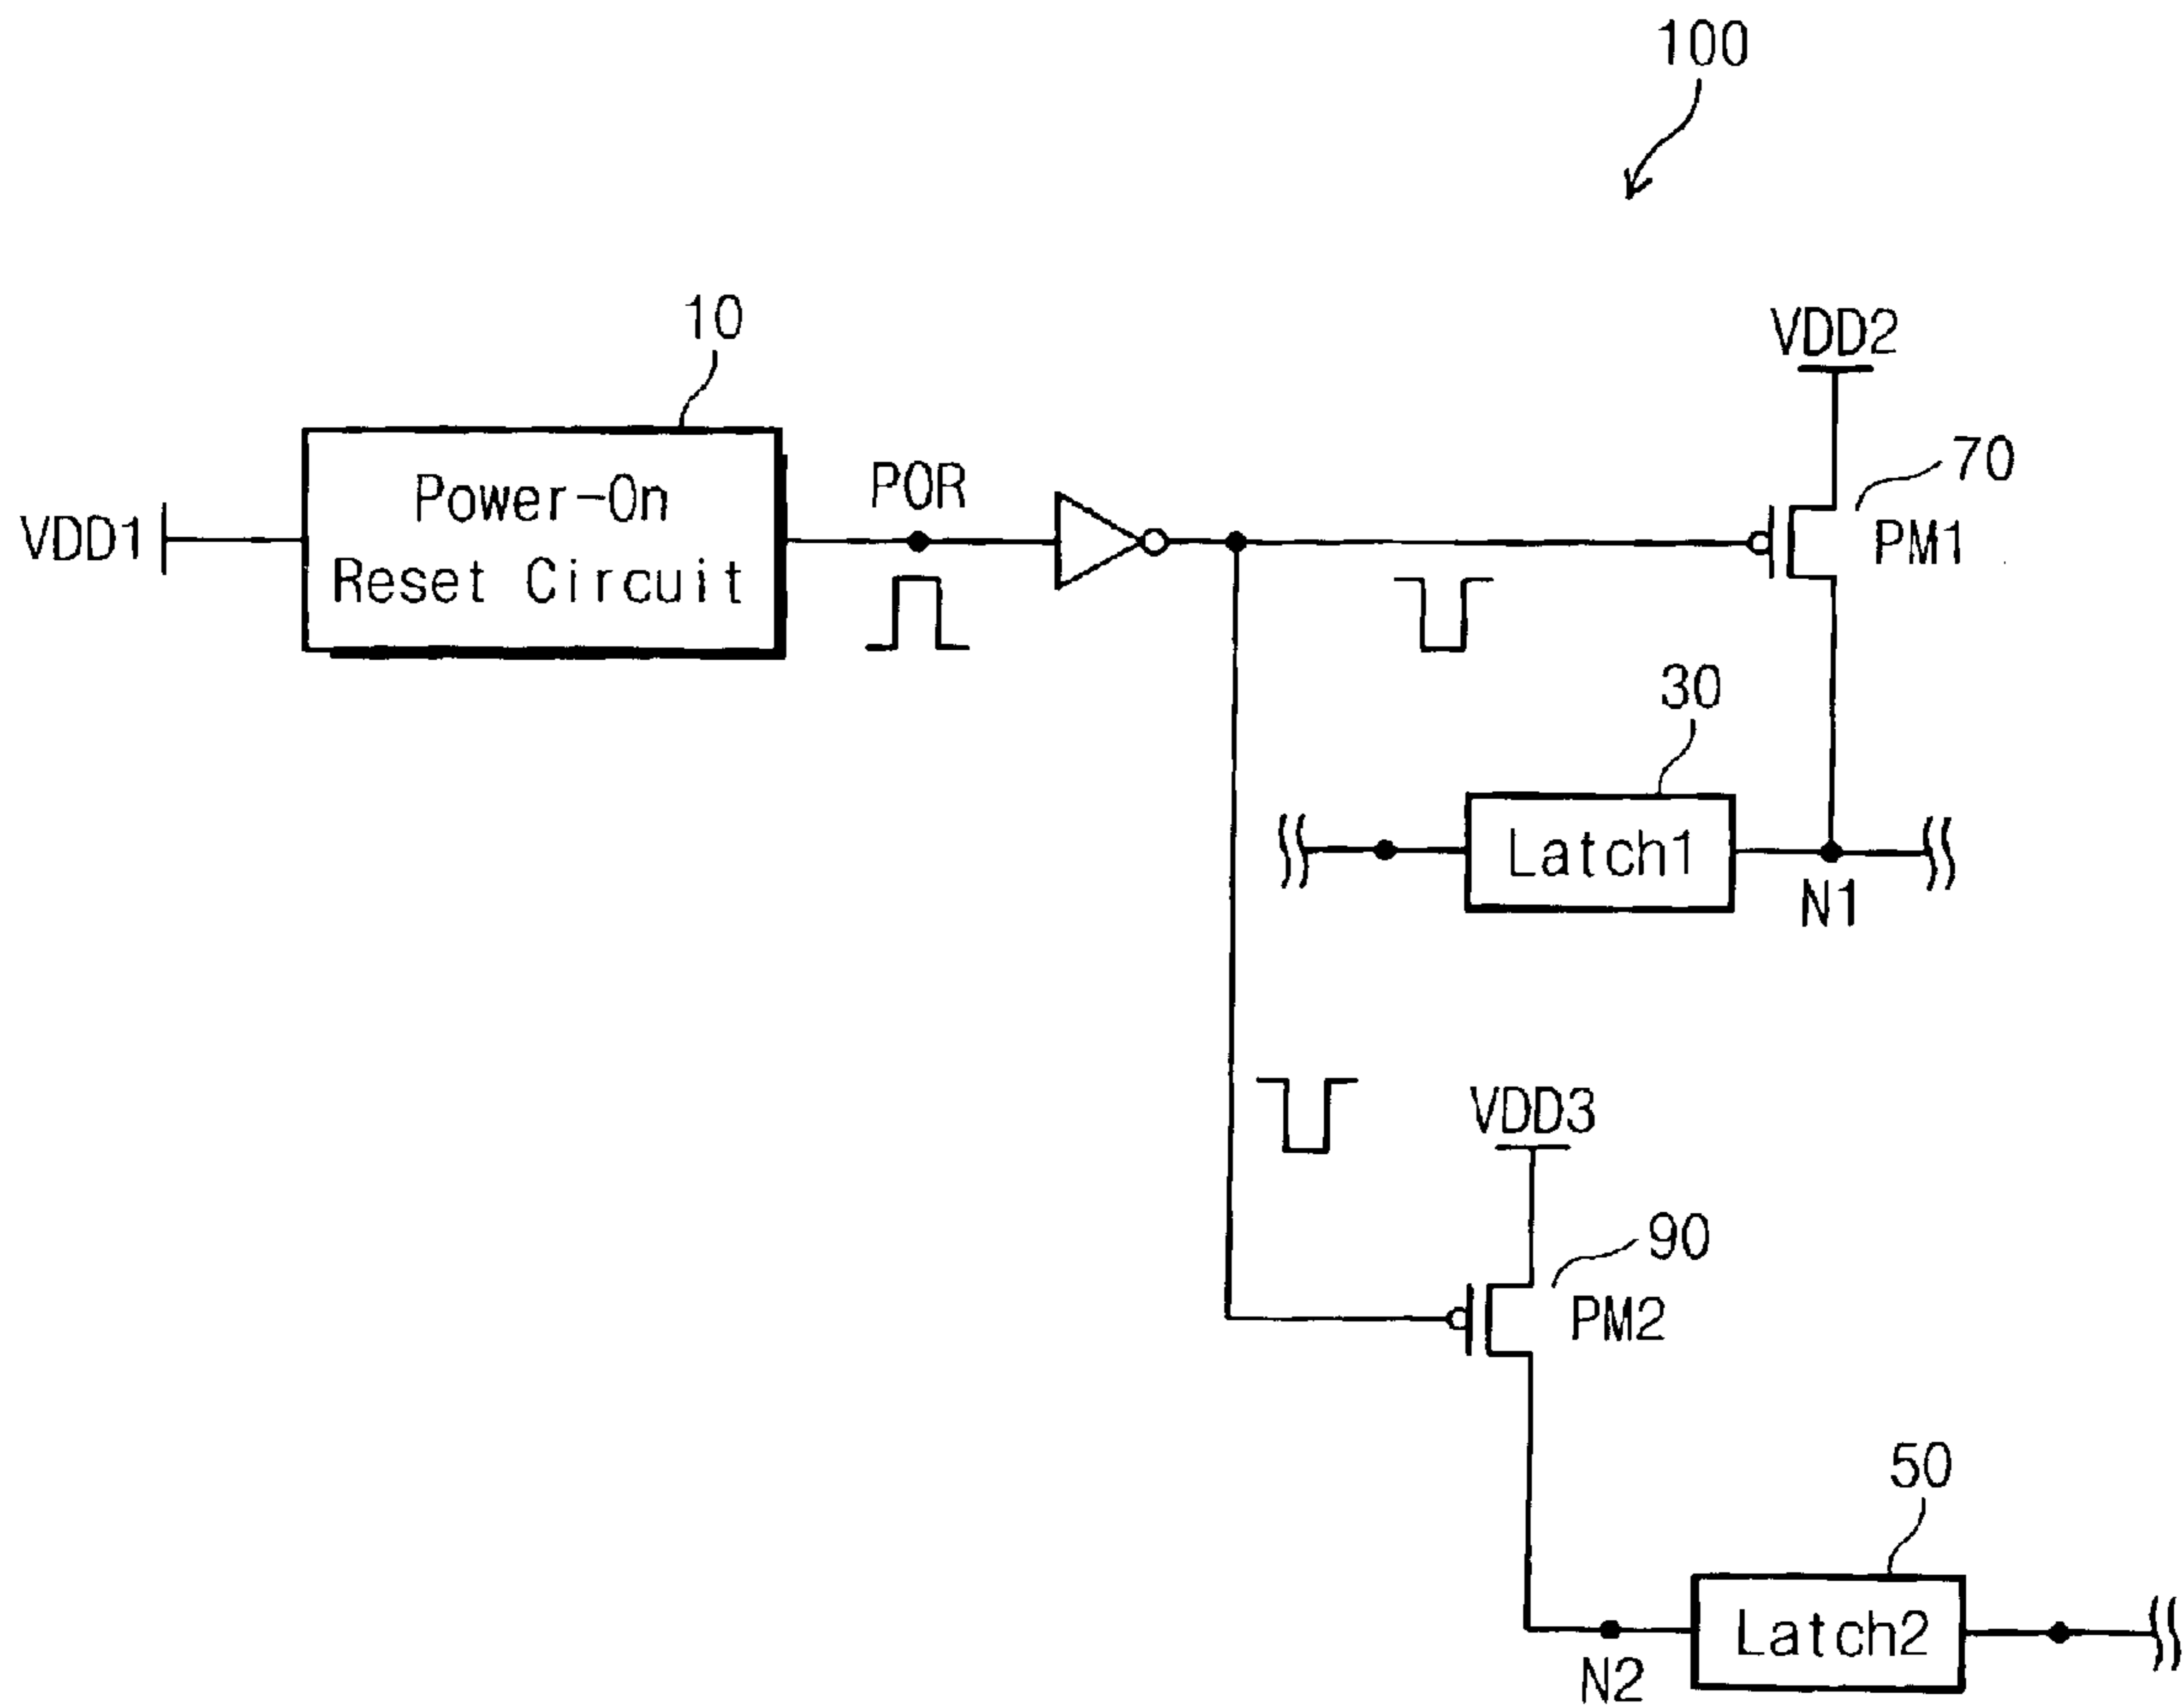 100
10
VDD2
Power-On
Reset Circuit
POR
70
VDD1
PM1
30
Latch1
N1
VDD3
90
PM2
50
Latch2
N2